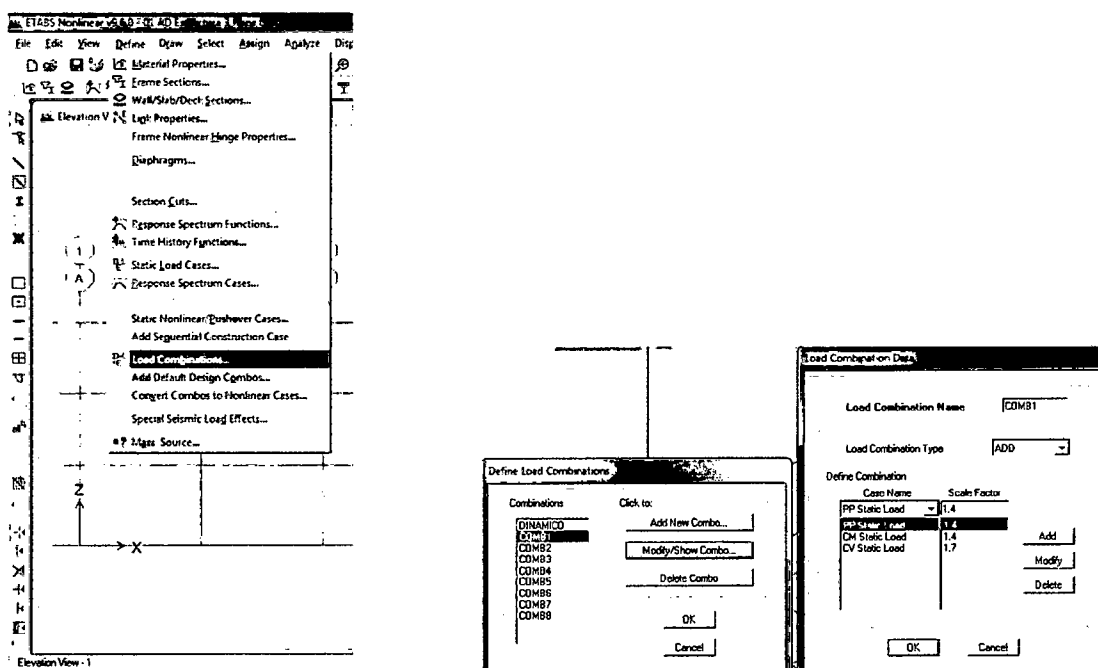 ETABS Nonlinear v9.6.0 - 01 AD
File Edit View Define Draw Select Assign Analyze Disp
Material Properties...
Frame Sections...
Wall/Slab/Deck Sections...
Link Properties...
Frame Nonlinear Hinge Properties...
Diaphragms...
Section Cuts...
Response Spectrum Functions...
Time History Functions...
Static Load Cases...
Response Spectrum Cases...
Static Nonlinear/Pushover Cases...
Add Sequential Construction Case
Load Combinations...
Add Default Design Combos...
Convert Combos to Nonlinear Cases...
Special Seismic Load Effects...
Mass Source...
Elevation V
1
A
Z
X
Elevation View - 1
Define Load Combinations
Combinations
Click to:
DINAMICO
COMB1
COMB2
COMB3
COMB4
COMB5
COMB6
COMB7
COMB8
Add New Combo...
Modify/Show Combo...
Delete Combo
OK
Cancel
Load Combination Data
Load Combination Name COMB1
Load Combination Type ADD
Define Combination
Case Name Scale Factor
PP Static Load 1.4
PP Static Load 1.4
CM Static Load 1.4
CV Static Load 1.7
Add
Modify
Delete
OK
Cancel